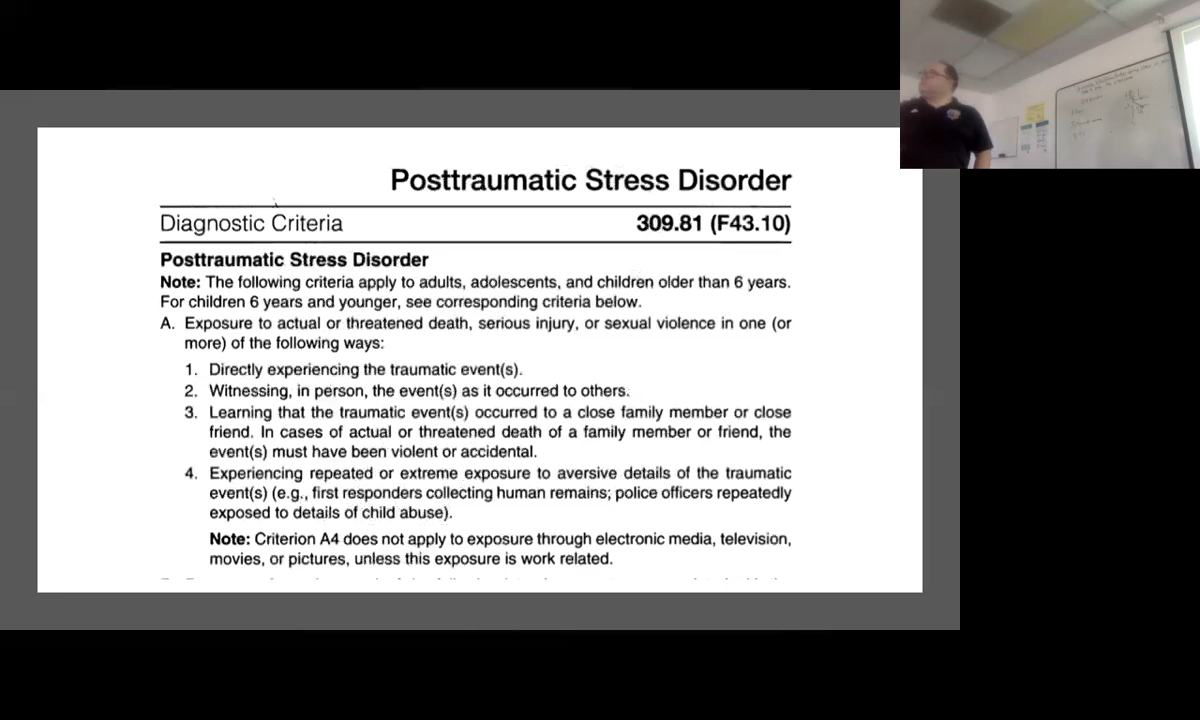 Posttraumatic Stress Disorder
Diagnostic Criteria 309.81 (F43.10)
Posttraumatic Stress Disorder
Note: The following criteria apply to adults, adolescents, and children older than 6 years.
For children 6 years and younger, see corresponding criteria below.
A. Exposure to actual or threatened death, serious injury, or sexual violence in one (or
more) of the following ways:
1. Directly experiencing the traumatic event(s).
2. Witnessing, in person, the event(s) as it occurred to others.
3. Learning that the traumatic event(s) occurred to a close family member or close
friend. In cases of actual or threatened death of a family member or friend, the
event(s) must have been violent or accidental.
4. Experiencing repeated or extreme exposure to aversive details of the traumatic
event(s) (e.g., first responders collecting human remains; police officers repeatedly
exposed to details of child abuse).
Note: Criterion A4 does not apply to exposure through electronic media, television,
movies, or pictures, unless this exposure is work related.